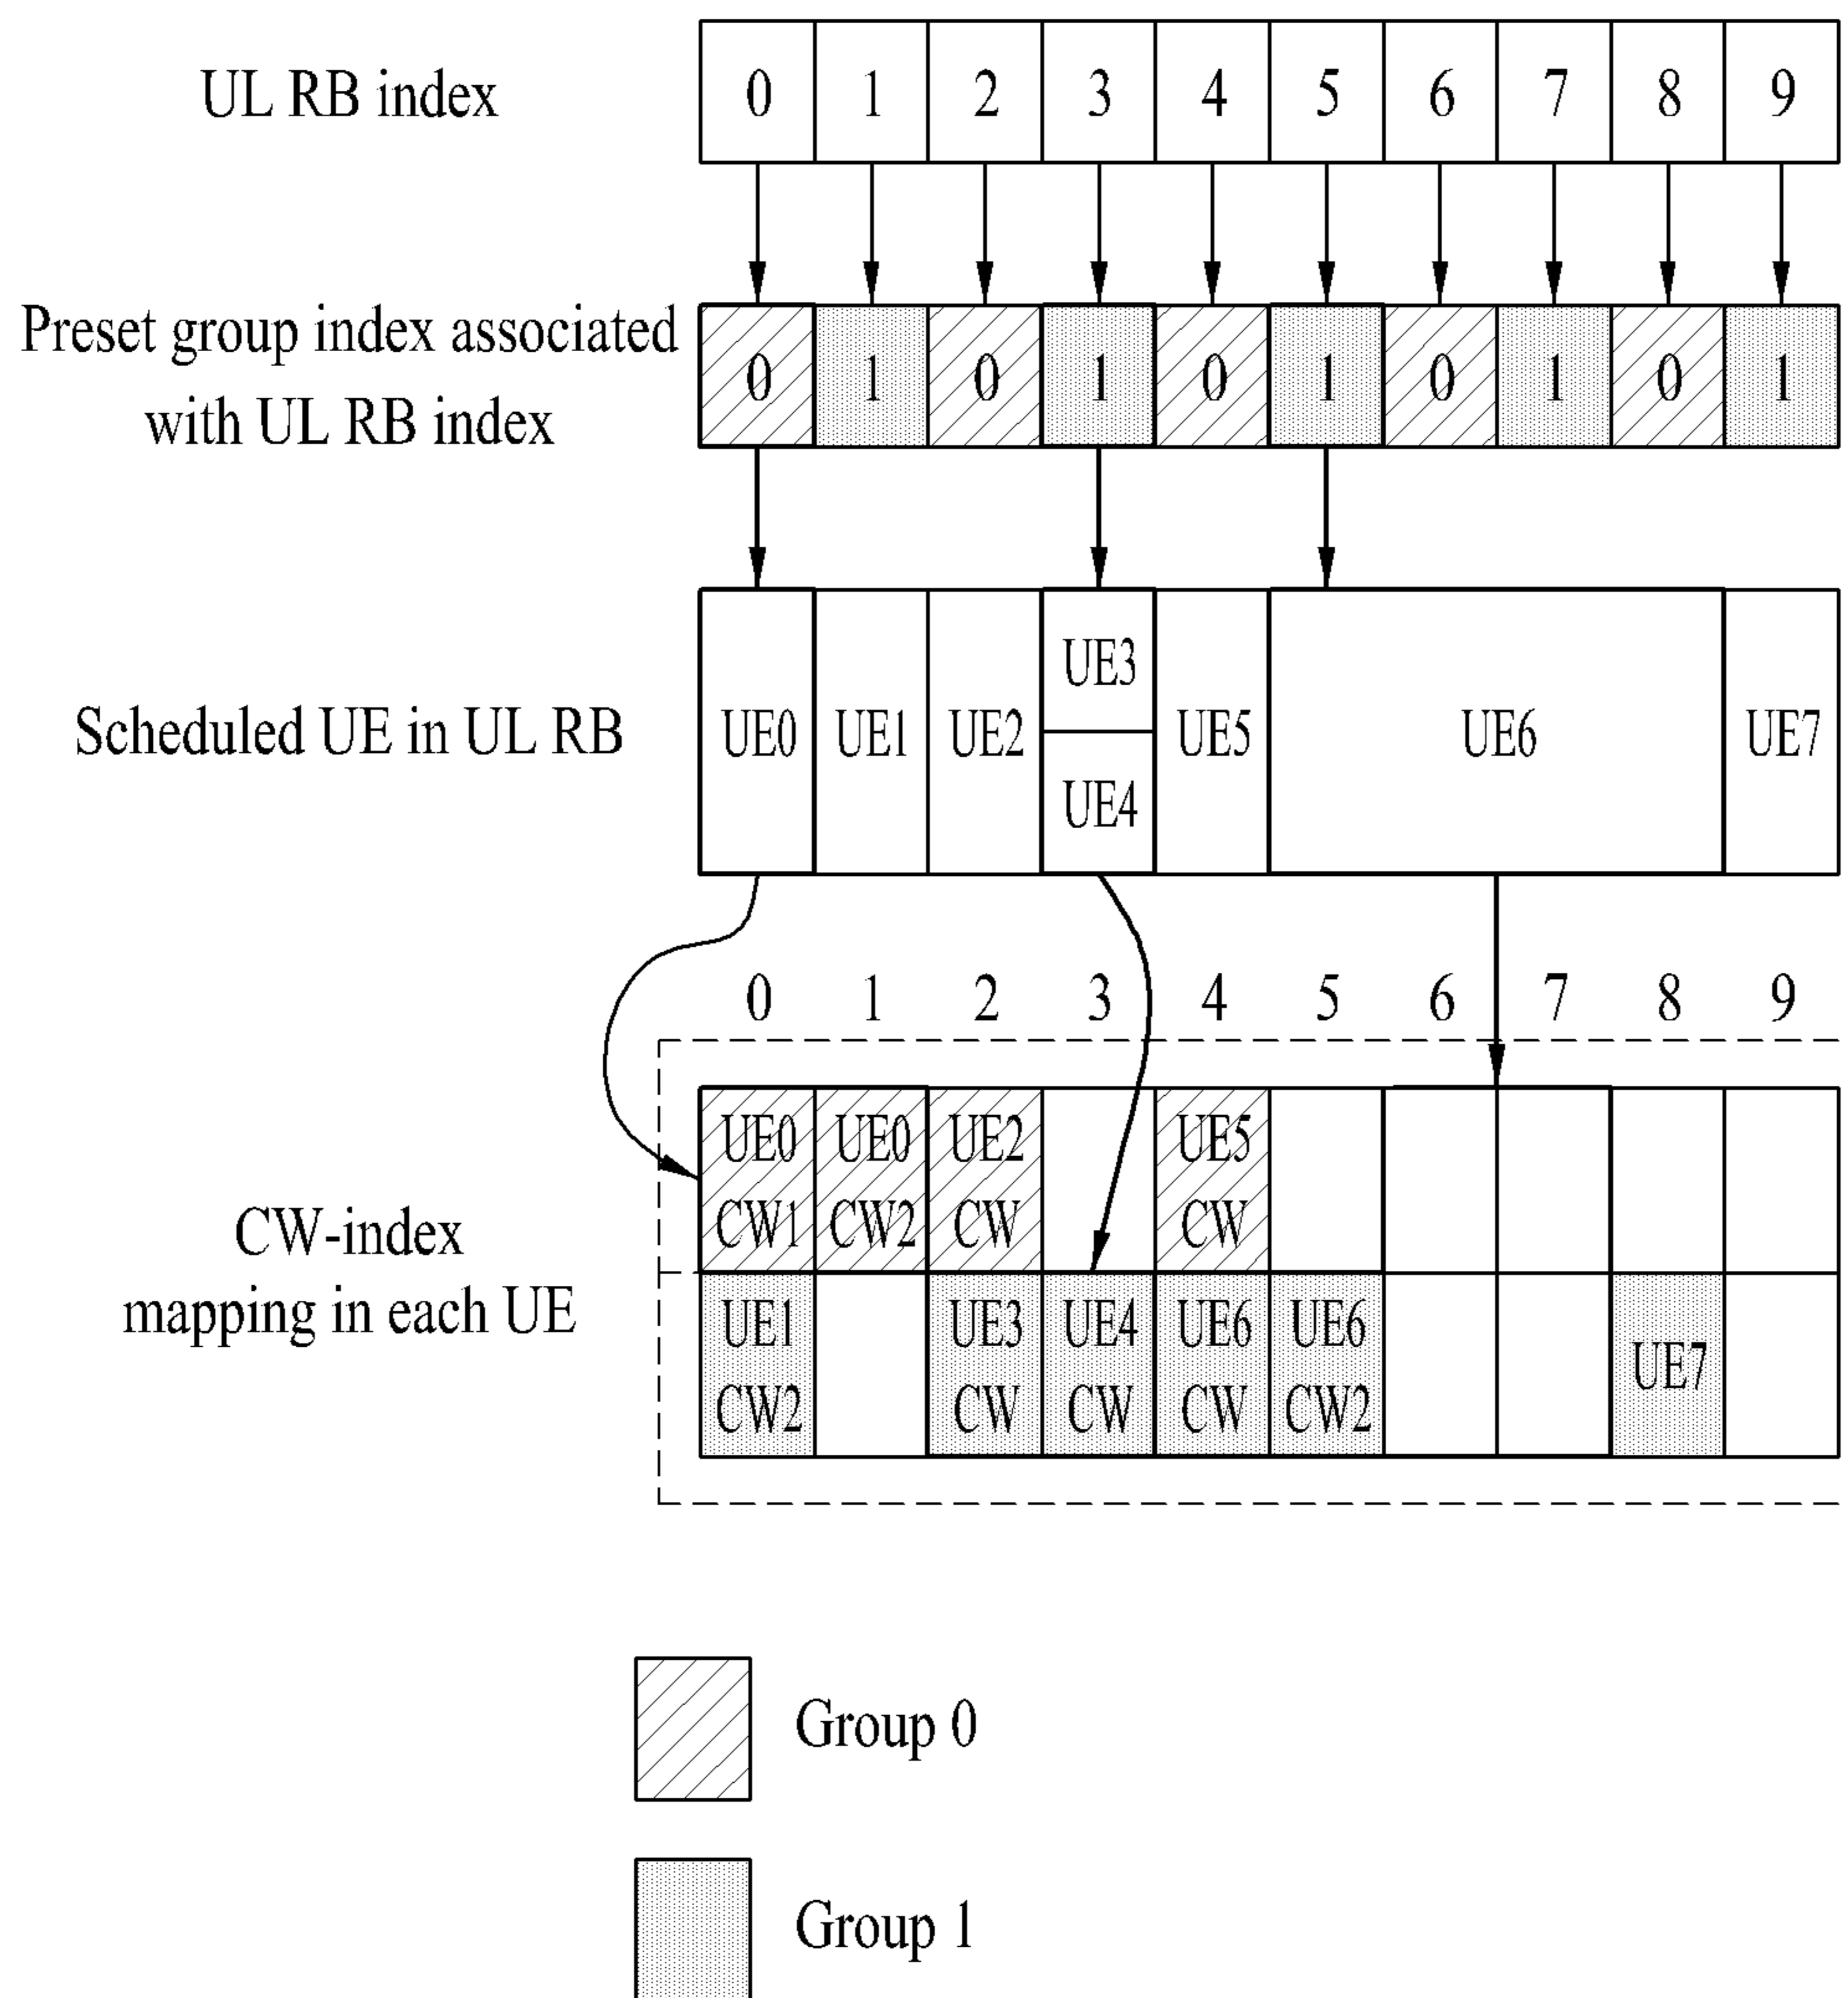 UL RB index 0 1 2 3 4 5 6 7 8 9
Preset group index associated
with UL RB index
0 1 0 1 0 1 0 1 0 1
Scheduled UE in UL RB
UE0 UE1 UE2 UE3 UE4 UE5 UE6 UE7
0 1 2 3 4 5 6 7 8 9
CW-index
mapping in each UE
UE0 UE0 UE2 UE5
CW1 CW2 CW CW
UE1 UE3 UE4 UE6 UE6 UE7
CW2 CW CW CW CW2
Group 0
Group 1